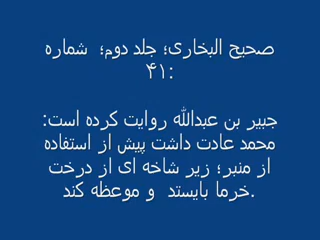 صحیح البخاری؛ جلد دوم؛ شماره
۴۱:
جبیر بن عبدالله روایت کرده است:
محمد عادت داشت پیش از استفاده
از منبر؛ زیر شاخه ای از درخت
خرما بایستد و موعظه کند.